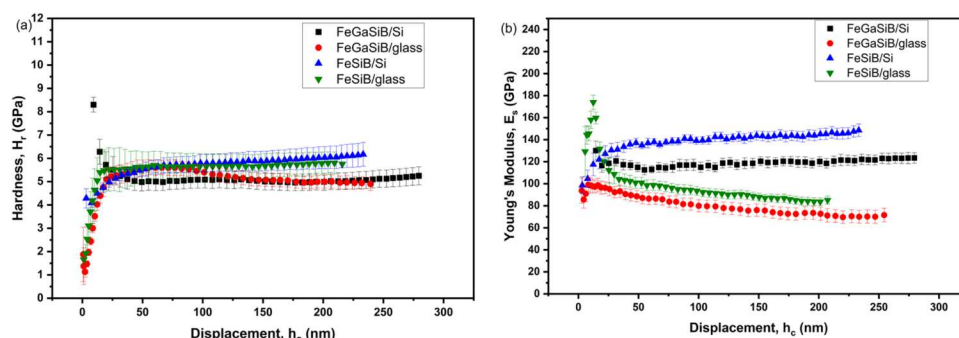 (a)
12
11
10
9
8
7
6
5
4
3
2
1
0
Hardness, Hᵣ (GPa)
FeGaSiB/Si
FeGaSiB/glass
FeSiB/Si
FeSiB/glass
0 50 100 150 200 250 300
Displacement, h (nm)
(b)
240
220
200
180
160
140
120
100
80
60
40
20
0
Young's Modulus, Eₛ (GPa)
FeGaSiB/Si
FeGaSiB/glass
FeSiB/Si
FeSiB/glass
0 50 100 150 200 250 300
Displacement, h_c (nm)